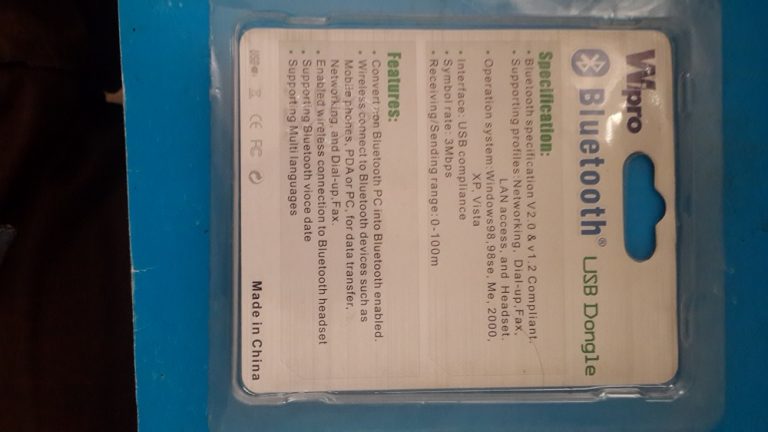 Wipro
Bluetooth® USB Dongle
Specification:
• Bluetooth specification V2.0 & v1.2 Compliant.
• Supporting profiles: Networking, Dial-up, Fax,
LAN access, and Headset.
• Operation system: Windows98, 98se, Me, 2000,
XP, Vista
• Interface: USB compliance
• Symbol rate: 3Mbps
• Receiving/Sending range: 0-100m
Features:
• Convert non Bluetooth PC into Bluetooth enabled.
• Wireless connect to Bluetooth devices such as
Mobile phones, PDA or PC, for data transfer,
Networking, and Dial-up, Fax.
• Enabled wireless connection to Bluetooth headset
• Supporting Bluetooth vioce date
• Supporting Multi languages
CE FC
Made in China